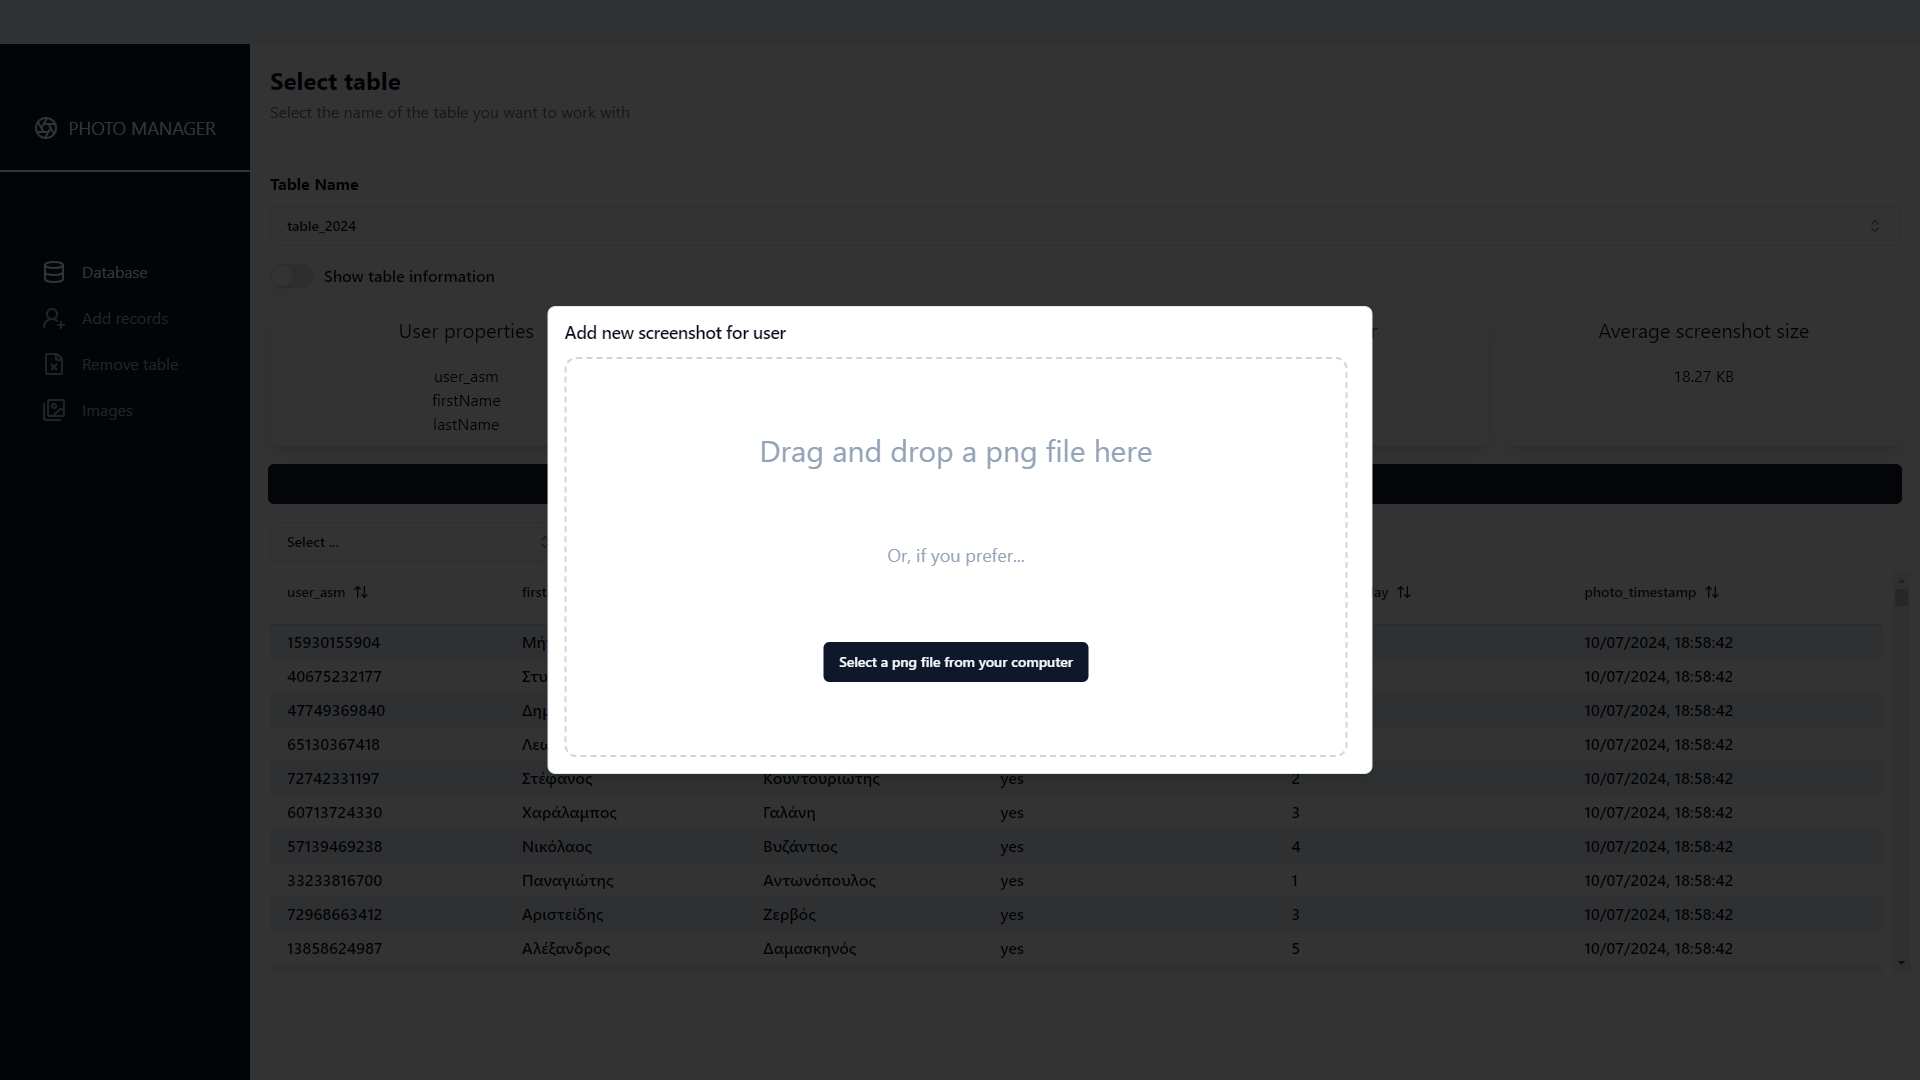 PHOTO MANAGER
Database
Add records
Remove table
Images
Select table
Select the name of the table you want to work with
Table Name
table_2024
Show table information
User properties
user_asm
firstName
lastName
Average screenshot size
18.27 KB
Add new screenshot for user
Drag and drop a png file here
Or, if you prefer...
Select a png file from your computer
Select ...
user_asm photo_timestamp
15930155904 10/07/2024, 18:58:42
40675232177 10/07/2024, 18:58:42
47749369840 10/07/2024, 18:58:42
65130367418 10/07/2024, 18:58:42
72742331197 Στέφανος Κουντουριώτης yes 2 10/07/2024, 18:58:42
60713724330 Χαράλαμπος Γαλάνη yes 3 10/07/2024, 18:58:42
57139469238 Νικόλαος Βυζάντιος yes 4 10/07/2024, 18:58:42
33233816700 Παναγιώτης Αντωνόπουλος yes 1 10/07/2024, 18:58:42
72968663412 Αριστείδης Ζερβός yes 3 10/07/2024, 18:58:42
13858624987 Αλέξανδρος Δαμασκηνός yes 5 10/07/2024, 18:58:42